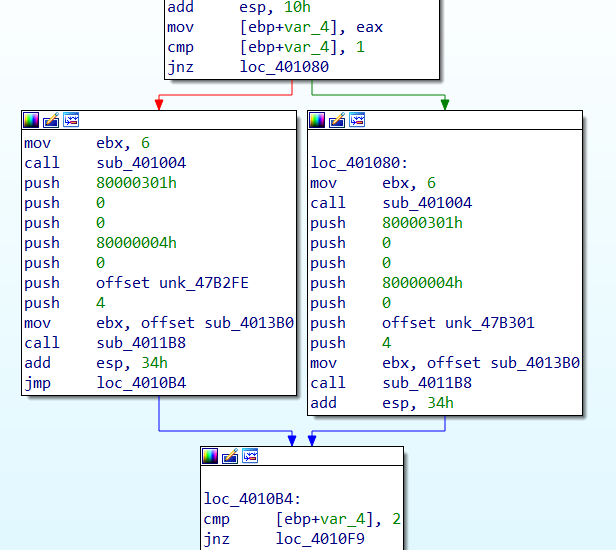 add esp, 10h
mov [ebp+var_4], eax
cmp [ebp+var_4], 1
jnz loc_401080
mov ebx, 6
call sub_401004
push 80000301h
push 0
push 0
push 80000004h
push 0
push offset unk_47B2FE
push 4
mov ebx, offset sub_4013B0
call sub_4011B8
add esp, 34h
jmp loc_4010B4
loc_401080:
mov ebx, 6
call sub_401004
push 80000301h
push 0
push 0
push 80000004h
push 0
push offset unk_47B301
push 4
mov ebx, offset sub_4013B0
call sub_4011B8
add esp, 34h
loc_4010B4:
cmp [ebp+var_4], 2
jnz loc_4010F9